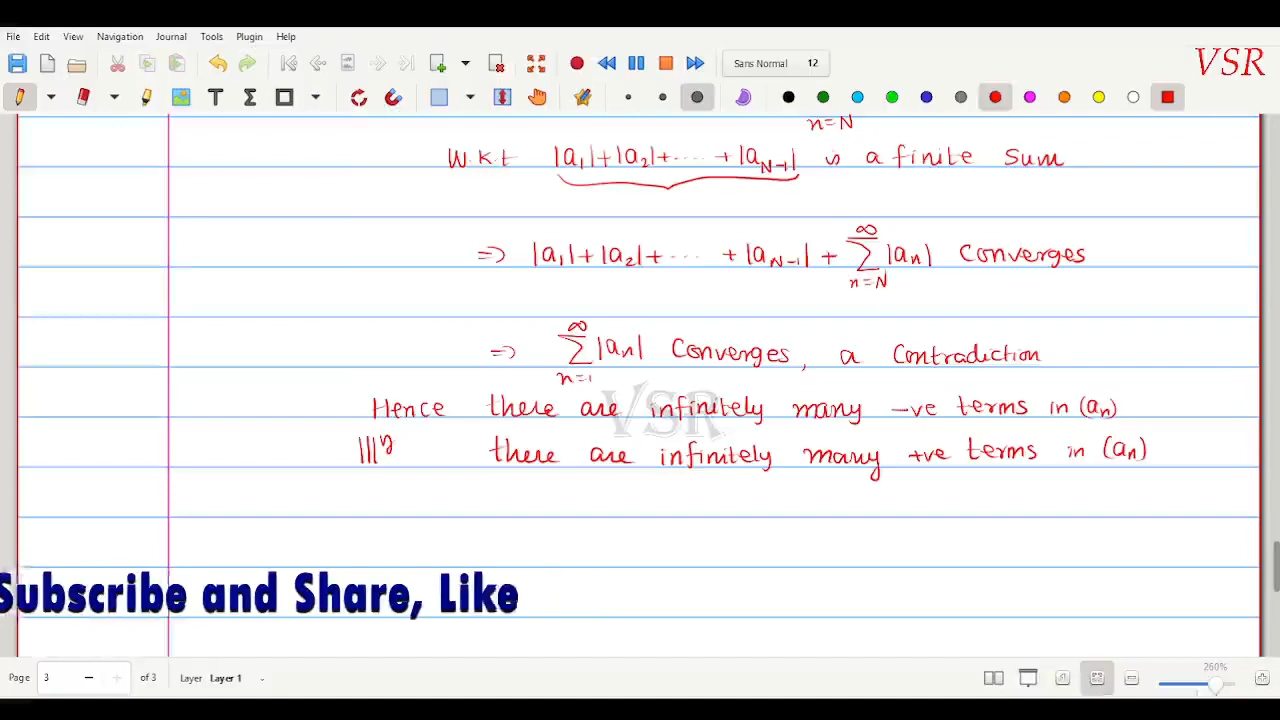 File Edit View Navigation Journal Tools Plugin Help
VSR
Sans Normal 12
n=N
W.K.t |a₁|+|a₂|+....+|a_{N-1}| is a finite sum
=> |a₁|+|a₂|+....+|a_{N-1}|+∑_{n=N}^{∞}|aₙ| Converges
=> ∑_{n=1}^{∞}|aₙ| Converges, a Contradiction
VSR
Hence there are infinitely many -ve terms in (aₙ)
|||ly there are infinitely many +ve terms in (aₙ)
Subscribe and Share, Like
Page 3 of 3 Layer Layer 1 260%